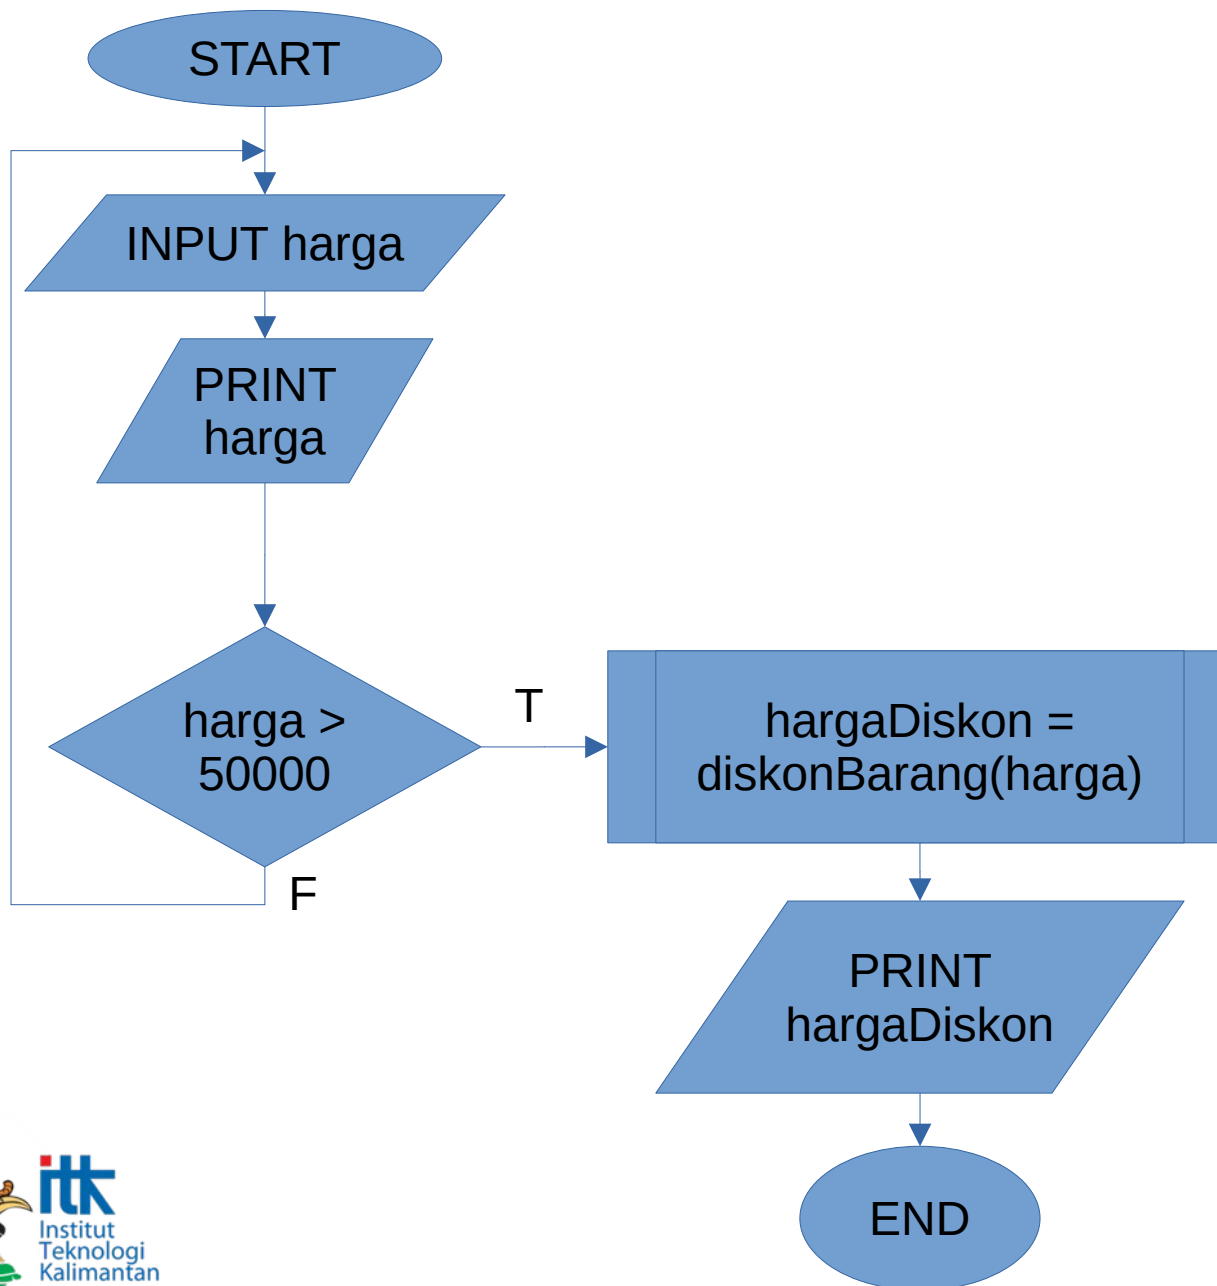 START
INPUT harga
PRINT
harga
harga >
50000
T
F
hargaDiskon =
diskonBarang(harga)
PRINT
hargaDiskon
END
itk
Institut
Teknologi
Kalimantan